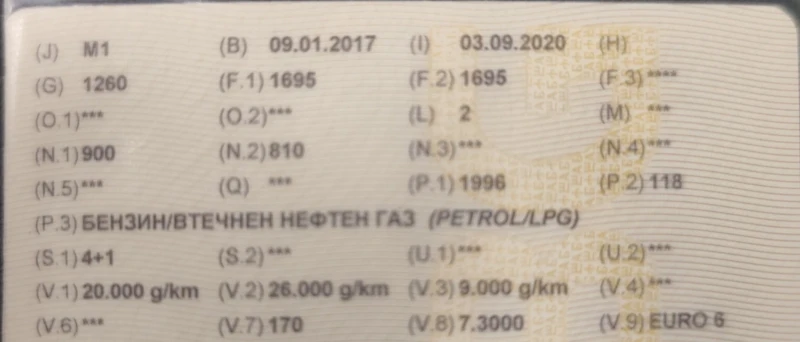 (J) M1 (B) 09.01.2017 (I) 03.09.2020 (H)
(G) 1260 (F.1) 1695 (F.2) 1695 (F.3) ****
(O.1) *** (O.2) *** (L) 2 (M) ***
(N.1) 900 (N.2) 810 (N.3) *** (N.4) ***
(N.5) *** (Q) *** (P.1) 1996 (P.2) 118
(P.3) БЕНЗИН/ВТЕЧНЕН НЕФТЕН ГАЗ (PETROL/LPG)
(S.1) 4+1 (S.2) *** (U.1) *** (U.2) ***
(V.1) 20.000 g/km (V.2) 26.000 g/km (V.3) 9.000 g/km (V.4) ***
(V.6) *** (V.7) 170 (V.8) 7.3000 (V.9) EURO 6